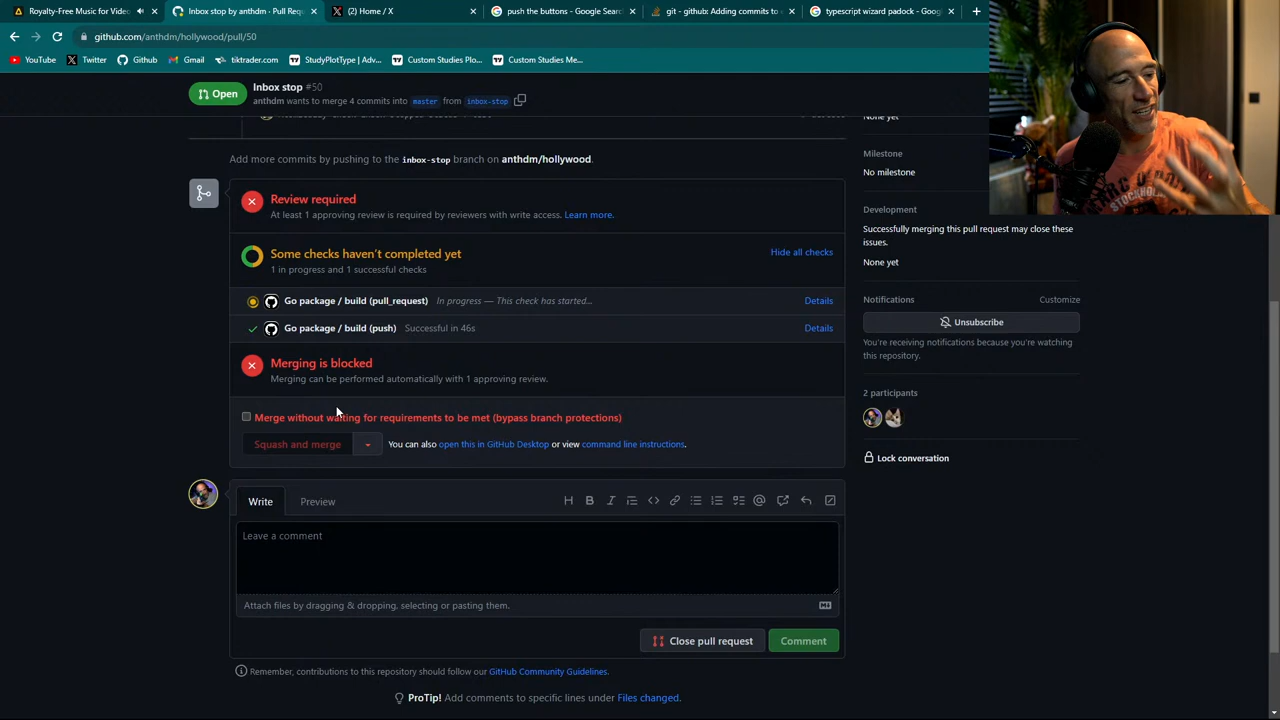 Royalty-Free Music for Video
Inbox stop by anthdm · Pull Requ
(2) Home / X
push the buttons - Google Searc
git - github: Adding commits to
typescript wizard padock - Goog
github.com/anthdm/hollywood/pull/50
YouTube
Twitter
Github
Gmail
tiktrader.com
StudyPlotType | Adv...
Custom Studies Plo...
Custom Studies Me...
Open
Inbox stop #50
anthdm wants to merge 4 commits into master from inbox-stop
None yet
Add more commits by pushing to the inbox-stop branch on anthdm/hollywood.
Review required
At least 1 approving review is required by reviewers with write access. Learn more.
Some checks haven't completed yet
1 in progress and 1 successful checks
Hide all checks
Go package / build (pull_request) In progress — This check has started...
Details
Go package / build (push) Successful in 46s
Details
Merging is blocked
Merging can be performed automatically with 1 approving review.
Merge without waiting for requirements to be met (bypass branch protections)
Squash and merge
You can also open this in GitHub Desktop or view command line instructions.
Write
Preview
Leave a comment
Attach files by dragging & dropping, selecting or pasting them.
Close pull request
Comment
Remember, contributions to this repository should follow our GitHub Community Guidelines.
ProTip! Add comments to specific lines under Files changed.
Milestone
No milestone
Development
Successfully merging this pull request may close these
issues.
None yet
Notifications
Customize
Unsubscribe
You're receiving notifications because you're watching
this repository.
2 participants
Lock conversation
STOCKHOLM